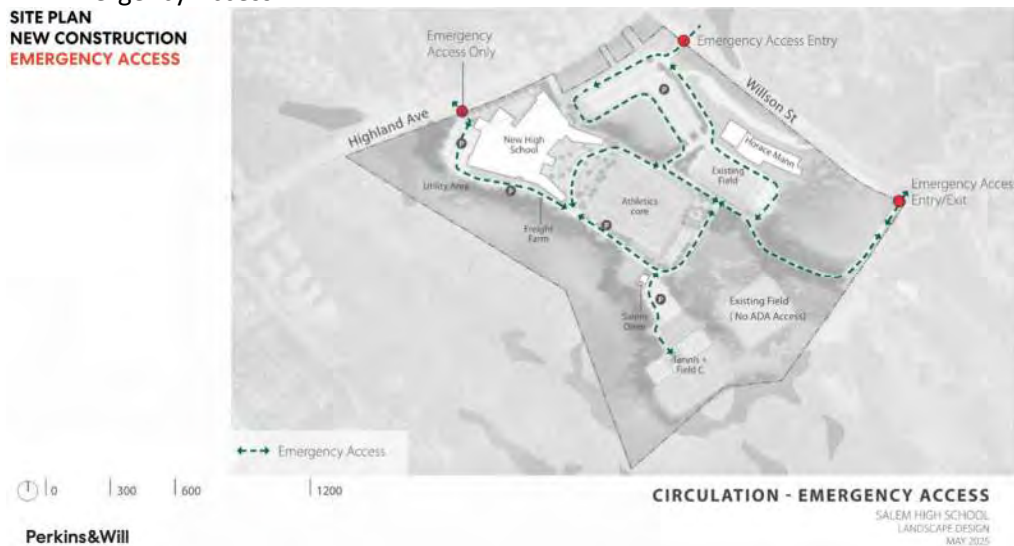 SITE PLAN
NEW CONSTRUCTION
EMERGENCY ACCESS
Emergency
Access Only
Emergency Access Entry
Highland Ave
Willson St
P
P
New High
School
Horace Mann
Existing
Field
Emergency Access
Entry/Exit
Utility Area
P
Athletics
core
Freight
Farm
P
P
Salem
Existing Field
( No ADA Access)
Tennis +
Field C
Emergency Access
0
300
600
1200
CIRCULATION - EMERGENCY ACCESS
SALEM HIGH SCHOOL
LANDSCAPE DESIGN
MAY 2025
Perkins&Will